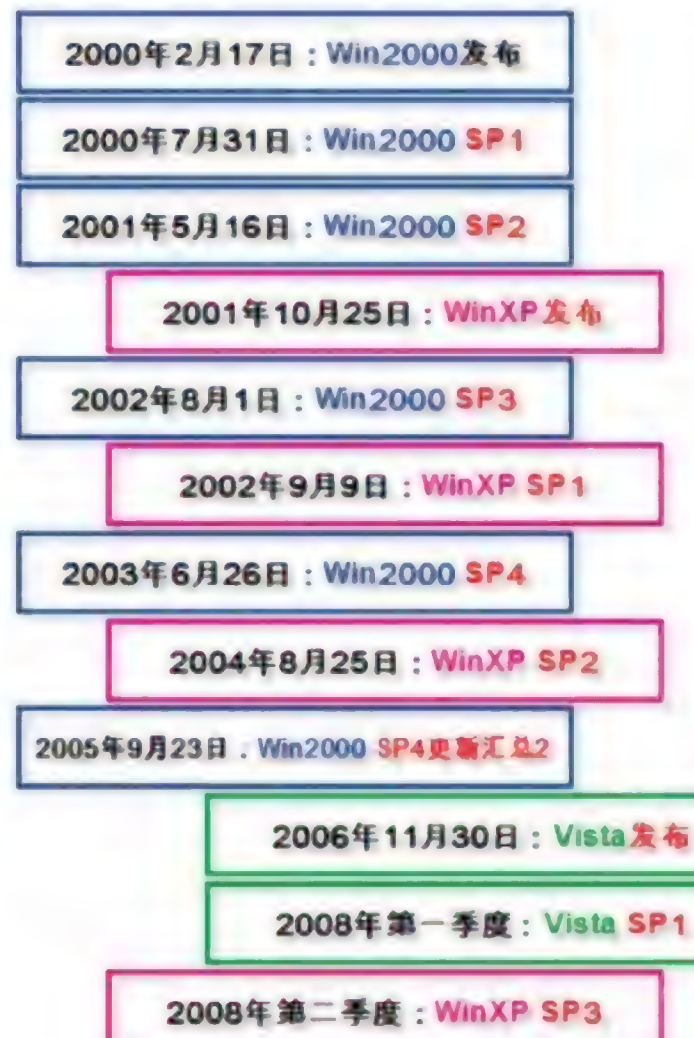 2000年2月17日：Win2000发布
2000年7月31日：Win2000 SP1
2001年5月16日：Win2000 SP2
2001年10月25日：WinXP发布
2002年8月1日：Win2000 SP3
2002年9月9日：WinXP SP1
2003年6月26日：Win2000 SP4
2004年8月25日：WinXP SP2
2005年9月23日：Win2000 SP4更新汇总2
2006年11月30日：Vista发布
2008年第一季度：Vista SP1
2008年第二季度：WinXP SP3